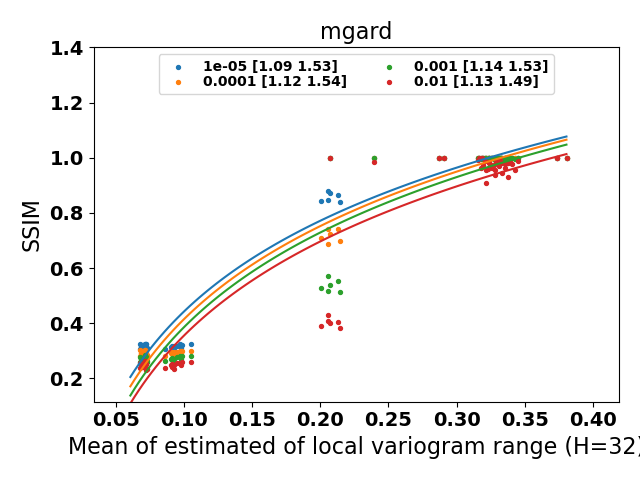 mgard
1e-05 [1.09 1.53]
0.0001 [1.12 1.54]
0.001 [1.14 1.53]
0.01 [1.13 1.49]
SSIM
1.4
1.2
1.0
0.8
0.6
0.4
0.2
0.05 0.10 0.15 0.20 0.25 0.30 0.35 0.40
Mean of estimated of local variogram range (H=32)